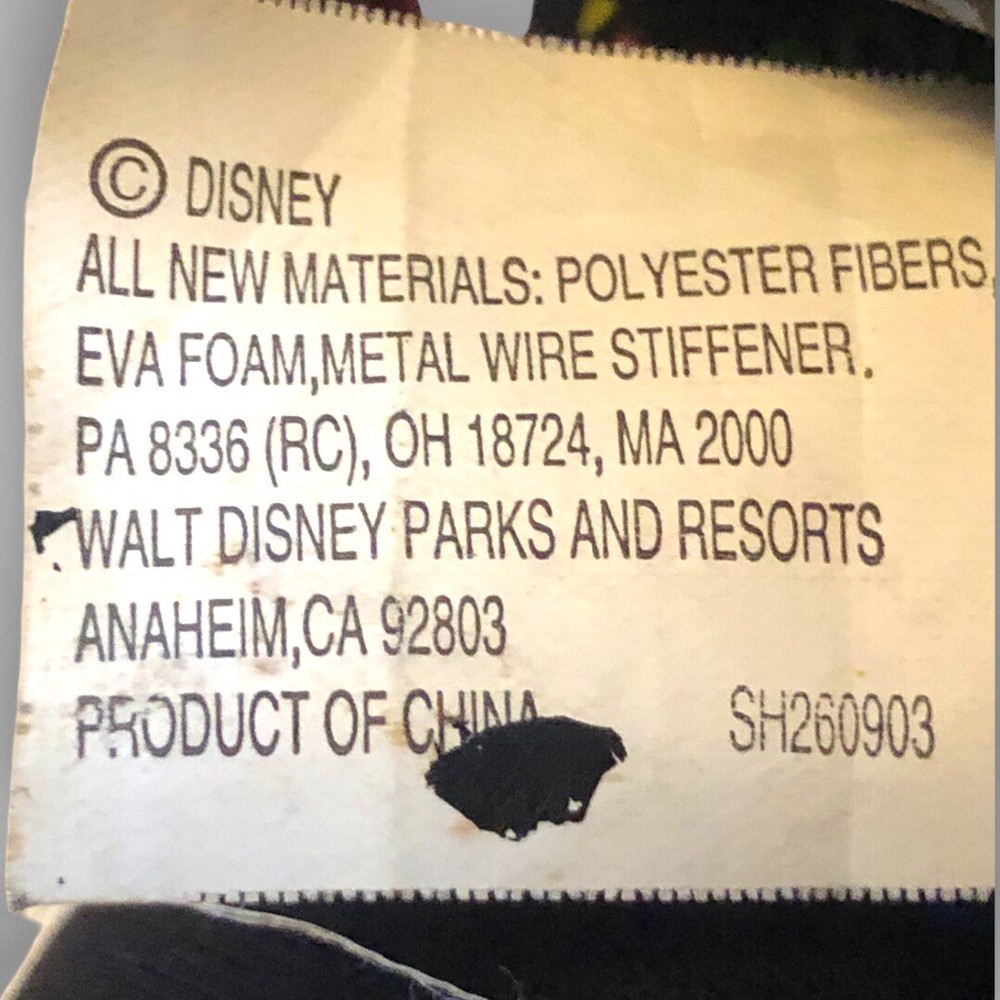 © DISNEY
ALL NEW MATERIALS: POLYESTER FIBERS,
EVA FOAM,METAL WIRE STIFFENER.
PA 8336 (RC), OH 18724, MA 2000
WALT DISNEY PARKS AND RESORTS
ANAHEIM,CA 92803
PRODUCT OF CHINA SH260903